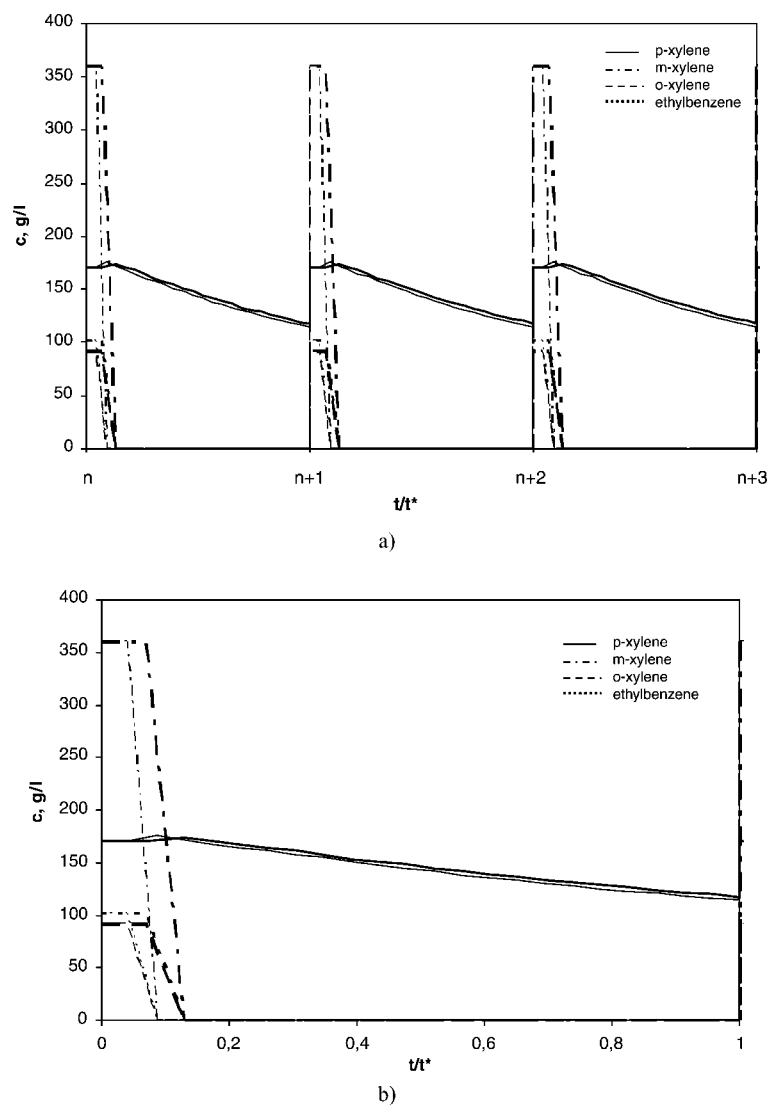 400
350
300
250
200
150
100
50
0
c, g/l
p-xylene
m-xylene
o-xylene
ethylbenzene
n n+1 n+2 n+3
t/t*
a)
400
350
300
250
200
150
100
50
0
c, g/l
p-xylene
m-xylene
o-xylene
ethylbenzene
0 0,2 0,4 0,6 0,8 1
t/t*
b)